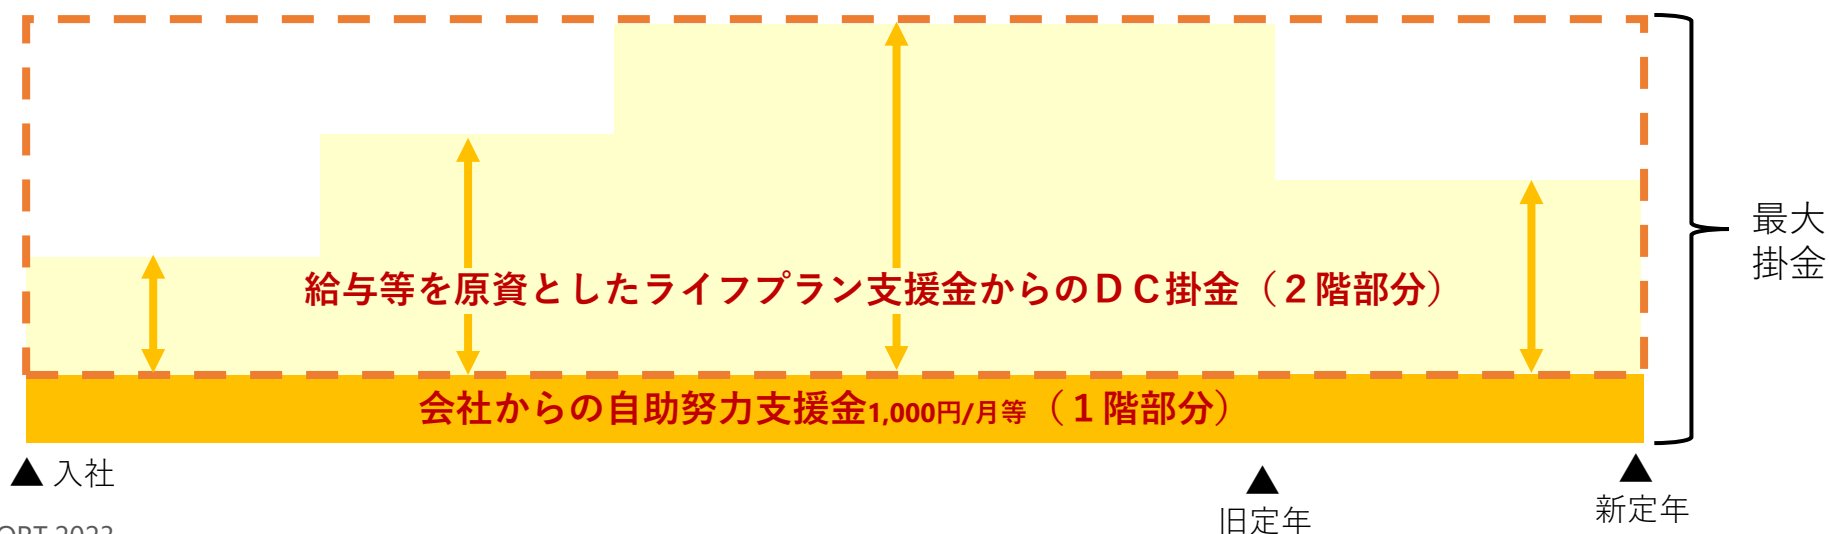 最大
掛金
給与等を原資としたライフプラン支援金からのＤＣ掛金（２階部分）
会社からの自助努力支援金1,000円/月等（１階部分）
▲ 入社
▲
旧定年
▲
新定年
2023